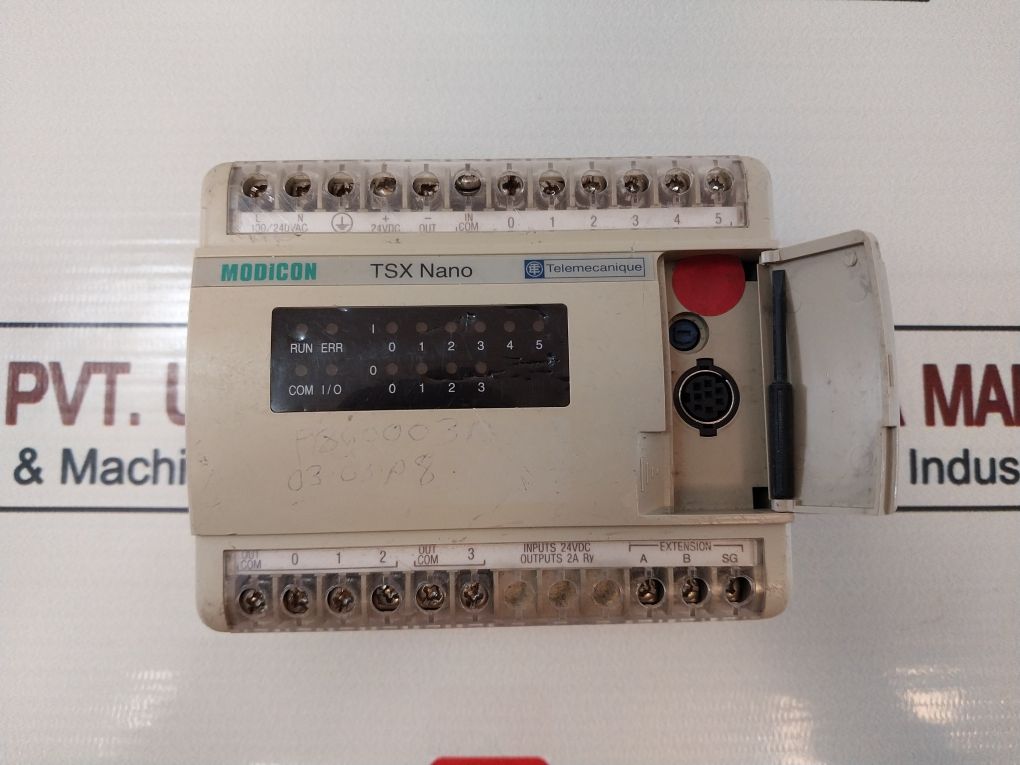 L N + − IN 0 1 2 3 4 5
100/240VAC 24VDC OUT COM
MODICON TSX Nano Telemecanique
I
RUN ERR 0 1 2 3 4 5
0
COM I/O 0 1 2 3
PVT. U MA
& Machi Indus
03
OUT 0 1 2 OUT 3 INPUTS 24VDC EXTENSION
COM COM OUTPUTS 2A Ry A B SG